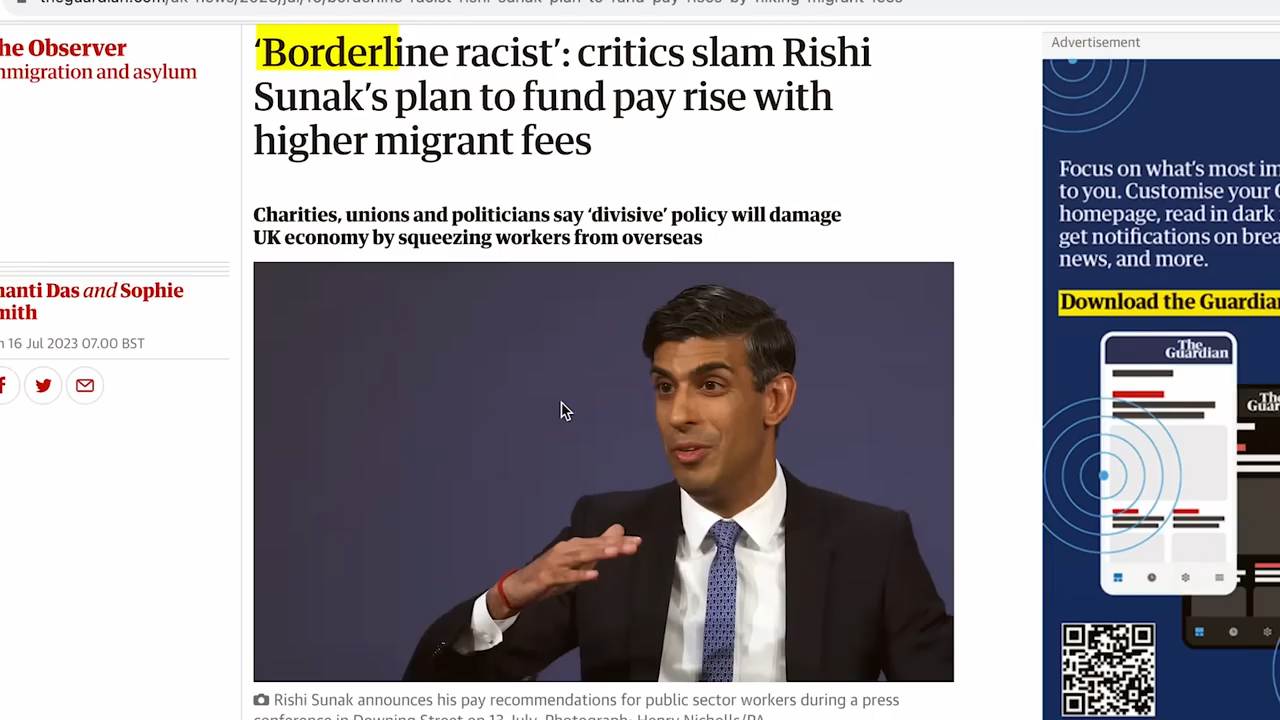 theguardian.com/uk-news/2023/jul/16/borderline-racist-rishi-sunak-plan-to-fund-pay-rises-by-hiking-migrant-fees
he Observer
mmigration and asylum
'Borderline racist': critics slam Rishi
Sunak's plan to fund pay rise with
higher migrant fees
Charities, unions and politicians say 'divisive' policy will damage
UK economy by squeezing workers from overseas
hanti Das and Sophie
mith
n 16 Jul 2023 07.00 BST
Rishi Sunak announces his pay recommendations for public sector workers during a press
conference in Downing Street on 13 July. Photograph: Henry Nicholls/PA
Advertisement
Focus on what's most im
to you. Customise your G
homepage, read in dark
get notifications on brea
news, and more.
Download the Guardian
The
Guardian
The
Guar